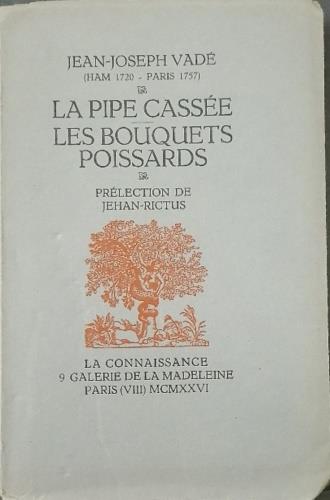 JEAN-JOSEPH VADÉ
(HAM 1720 - PARIS 1757)
LA PIPE CASSÉE
LES BOUQUETS
POISSARDS
PRÉLECTION DE
JEHAN-RICTUS
LA CONNAISSANCE
9 GALERIE DE LA MADELEINE
PARIS (VIII) MCMXXVI